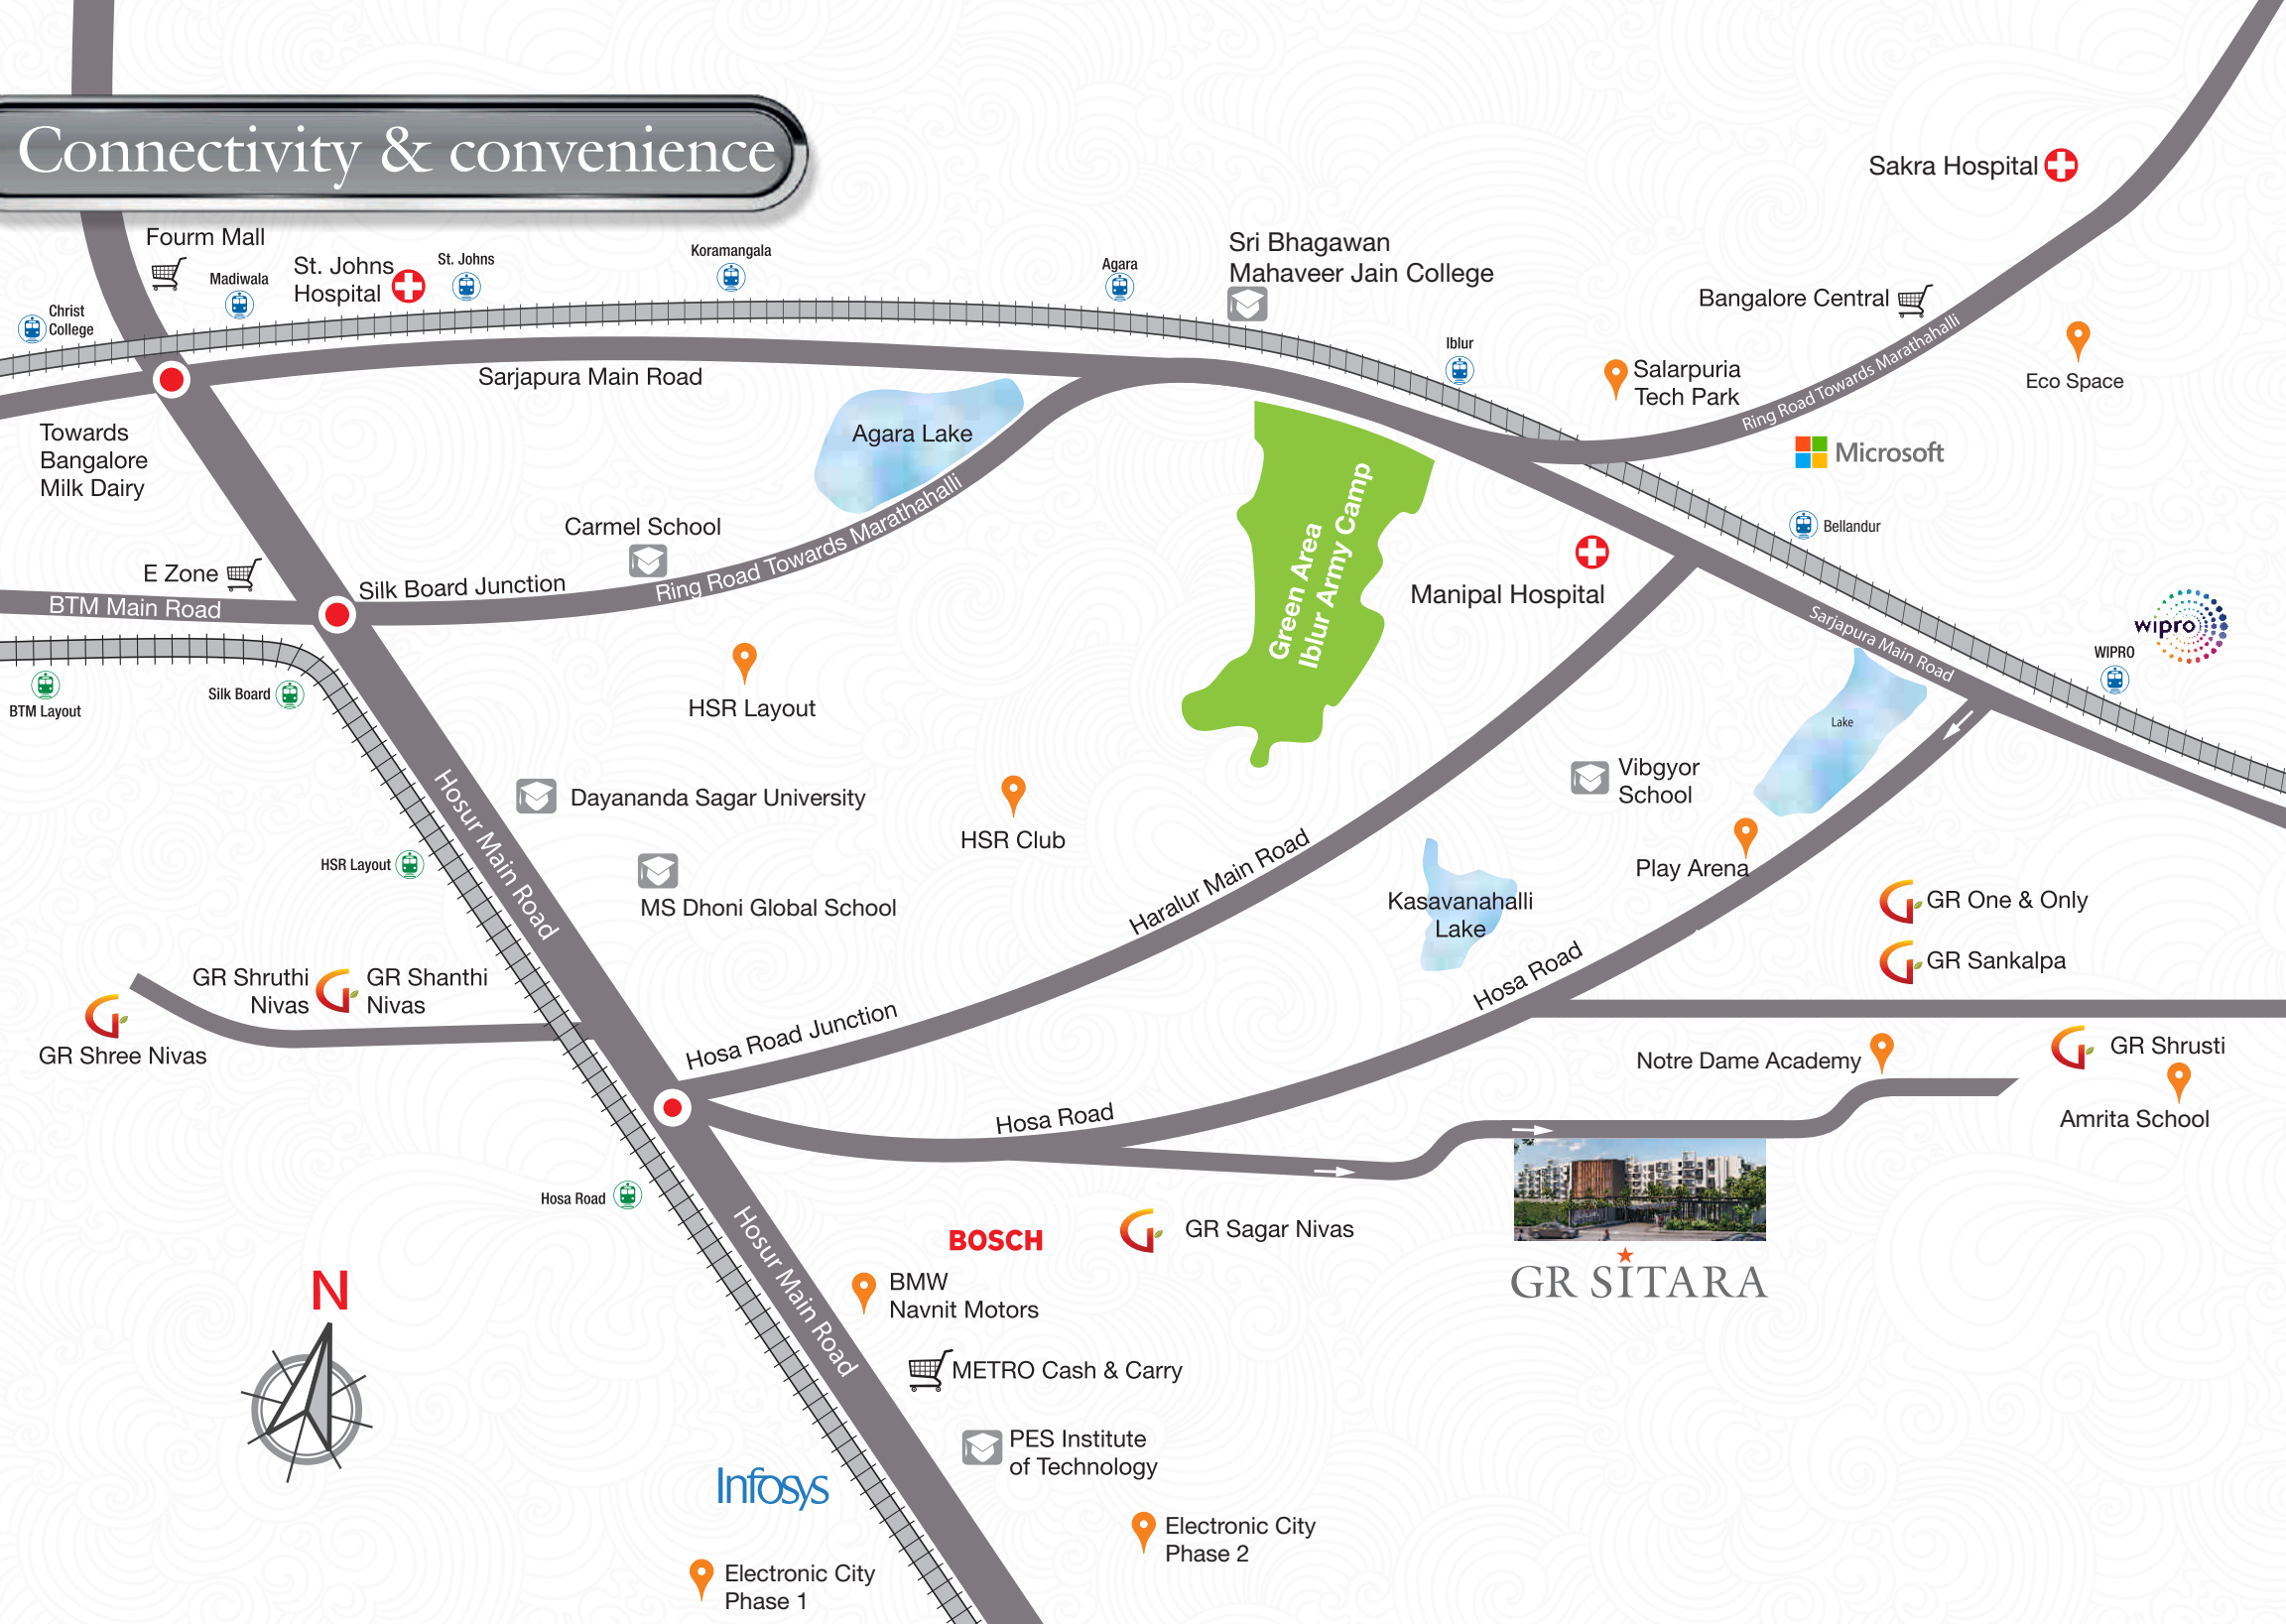 Connectivity & convenience
Sakra Hospital
Fourm Mall
Madiwala
St. Johns
Hospital
St. Johns
Koramangala
Agara
Sri Bhagawan
Mahaveer Jain College
Christ
College
Bangalore Central
Iblur
Salarpuria
Tech Park
Ring Road Towards Marathahalli
Eco Space
Sarjapura Main Road
Agara Lake
Towards
Bangalore
Milk Dairy
Microsoft
Bellandur
Carmel School
Ring Road Towards Marathahalli
Green Area
Iblur Army Camp
Manipal Hospital
E Zone
Silk Board Junction
BTM Main Road
Sarjapura Main Road
wipro
WIPRO
BTM Layout
Silk Board
HSR Layout
Lake
Hosur Main Road
Dayananda Sagar University
HSR Club
Vibgyor
School
HSR Layout
MS Dhoni Global School
Haralur Main Road
Play Arena
Kasavanahalli
Lake
GR One & Only
GR Sankalpa
Hosa Road
GR Shruthi
Nivas
GR Shanthi
Nivas
GR Shree Nivas
Hosa Road Junction
Notre Dame Academy
GR Shrusti
Amrita School
Hosa Road
Hosa Road
Hosur Main Road
BOSCH
GR Sagar Nivas
GR SITARA
BMW
Navnit Motors
N
METRO Cash & Carry
PES Institute
of Technology
Infosys
Electronic City
Phase 2
Electronic City
Phase 1